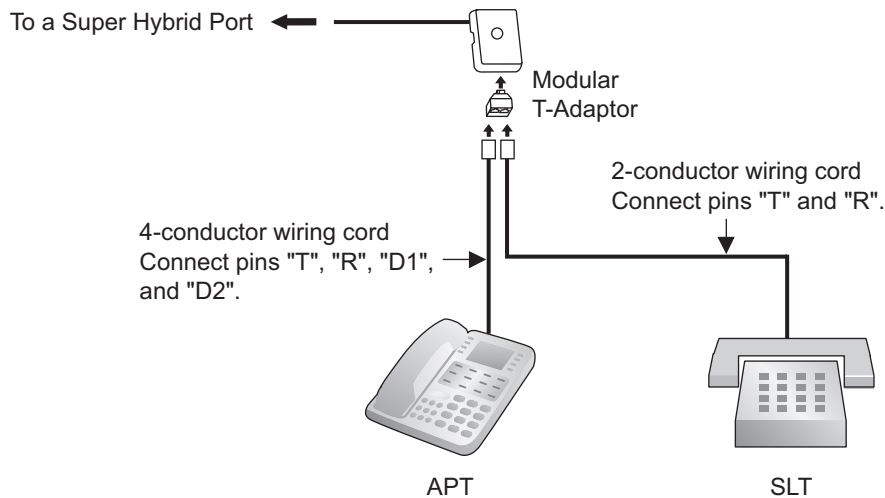 To a Super Hybrid Port
Modular
T-Adaptor
2-conductor wiring cord
Connect pins "T" and "R".
4-conductor wiring cord
Connect pins "T", "R", "D1",
and "D2".
APT
SLT